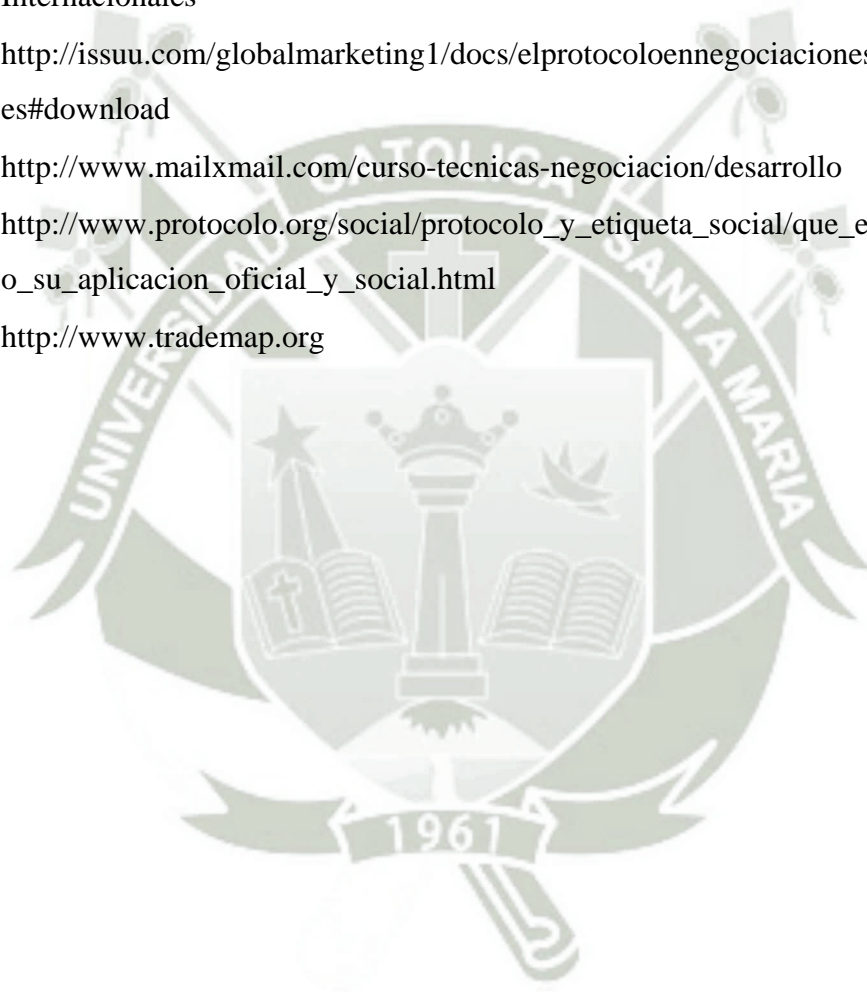 Internacionales
http://issuu.com/globalmarketing1/docs/elprotocoloennegociaciones
es#download
http://www.mailxmail.com/curso-tecnicas-negociacion/desarrollo
http://www.protocolo.org/social/protocolo_y_etiqueta_social/que_e
o_su_aplicacion_oficial_y_social.html
http://www.trademap.org
UNIVERSIDAD CATOLICA SANTA MARIA
1961